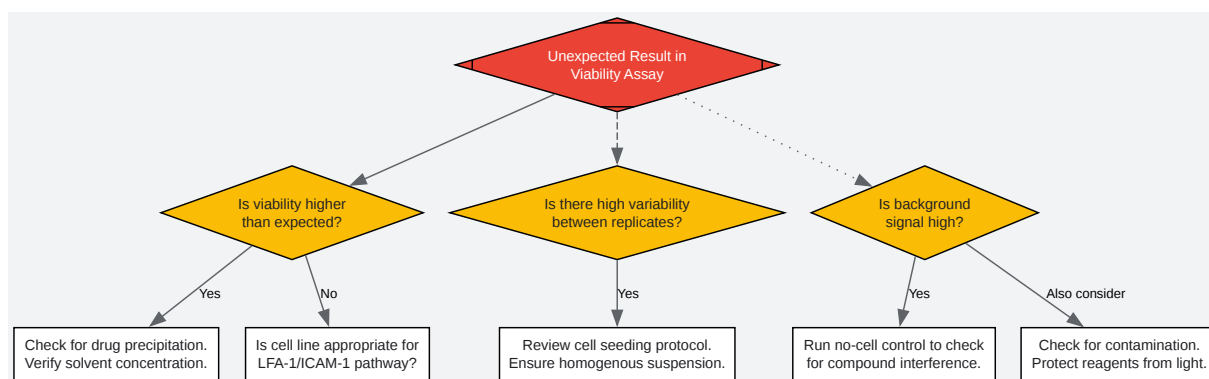 Unexpected Result in
Viability Assay
Is viability higher
than expected?
Is there high variability
between replicates?
Is background
signal high?
Yes
No
Yes
Yes
Also consider
Check for drug precipitation.
Verify solvent concentration.
Is cell line appropriate for
LFA-1/ICAM-1 pathway?
Review cell seeding protocol.
Ensure homogenous suspension.
Run no-cell control to check
for compound interference.
Check for contamination.
Protect reagents from light.